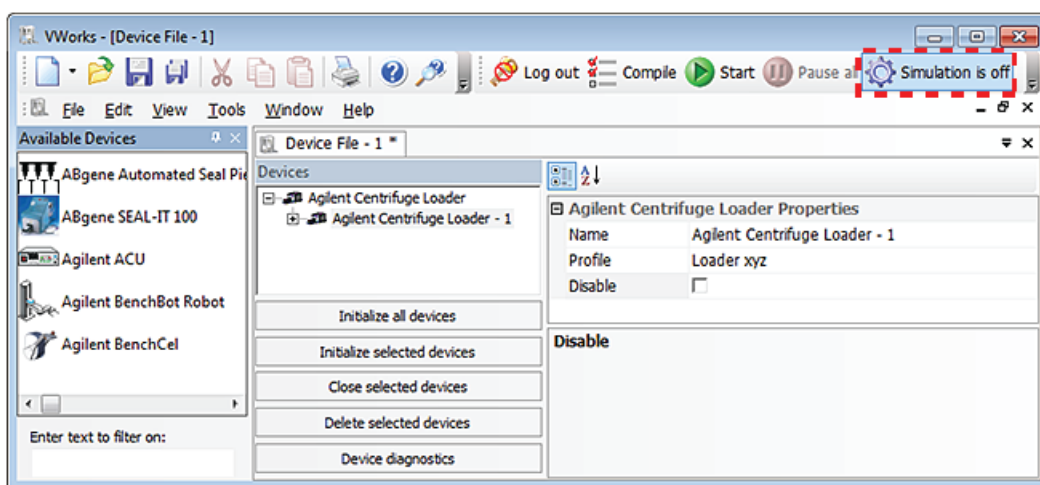 VWorks - [Device File - 1]
Log out Compile Start Pause al Simulation is off
File Edit View Tools Window Help
Available Devices
ABgene Automated Seal Pie
ABgene SEAL-IT 100
Agilent ACU
Agilent BenchBot Robot
Agilent BenchCel
Enter text to filter on:
Device File - 1 *
Devices
Agilent Centrifuge Loader
Agilent Centrifuge Loader - 1
Initialize all devices
Initialize selected devices
Close selected devices
Delete selected devices
Device diagnostics
Agilent Centrifuge Loader Properties
Name Agilent Centrifuge Loader - 1
Profile Loader xyz
Disable
Disable